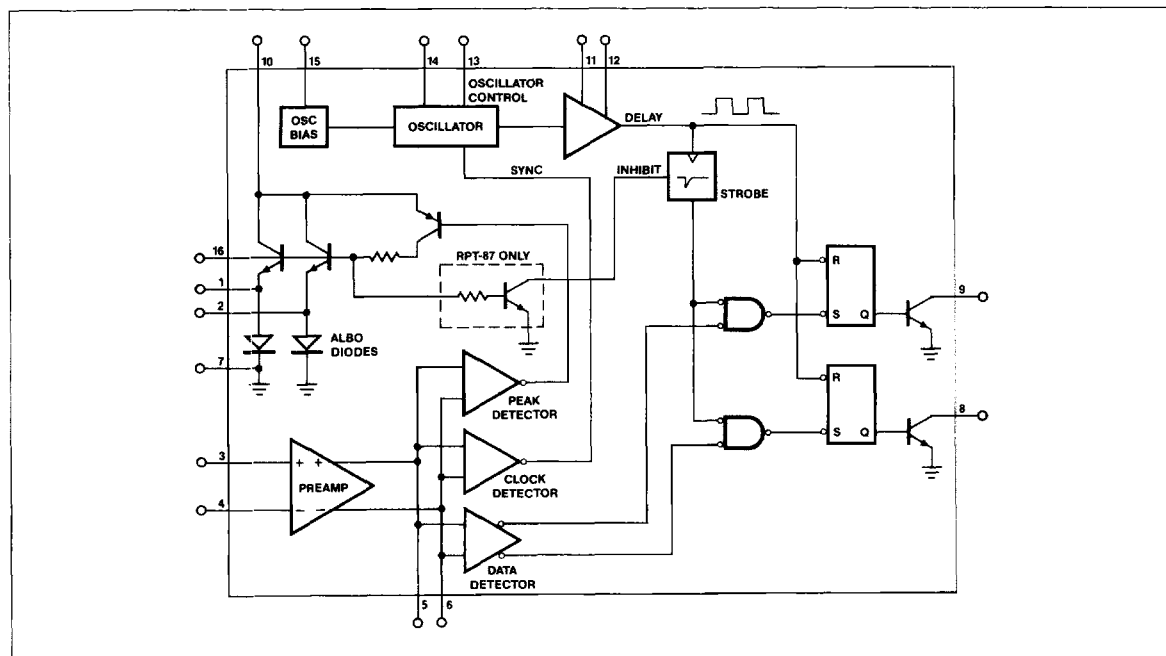 10
15
14
13
11
12
OSCILLATOR
CONTROL
OSC
BIAS
OSCILLATOR
DELAY
SYNC
INHIBIT
STROBE
16
RPT-87 ONLY
1
2
ALBO
DIODES
7
R
S
Q
9
PEAK
DETECTOR
R
S
Q
8
3
+ +
PREAMP
4
- -
CLOCK
DETECTOR
DATA
DETECTOR
5
6